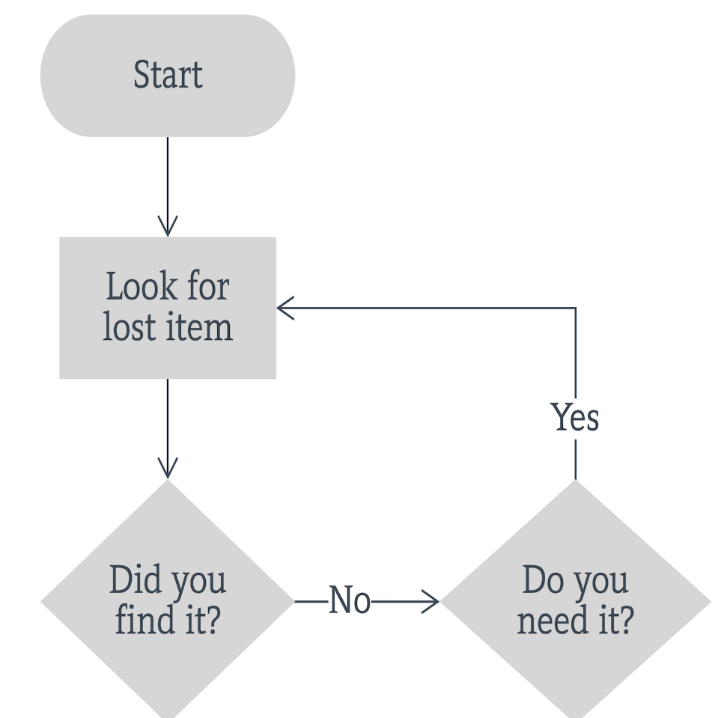 Start
Look for
lost item
Yes
Did you
find it?
No
Do you
need it?